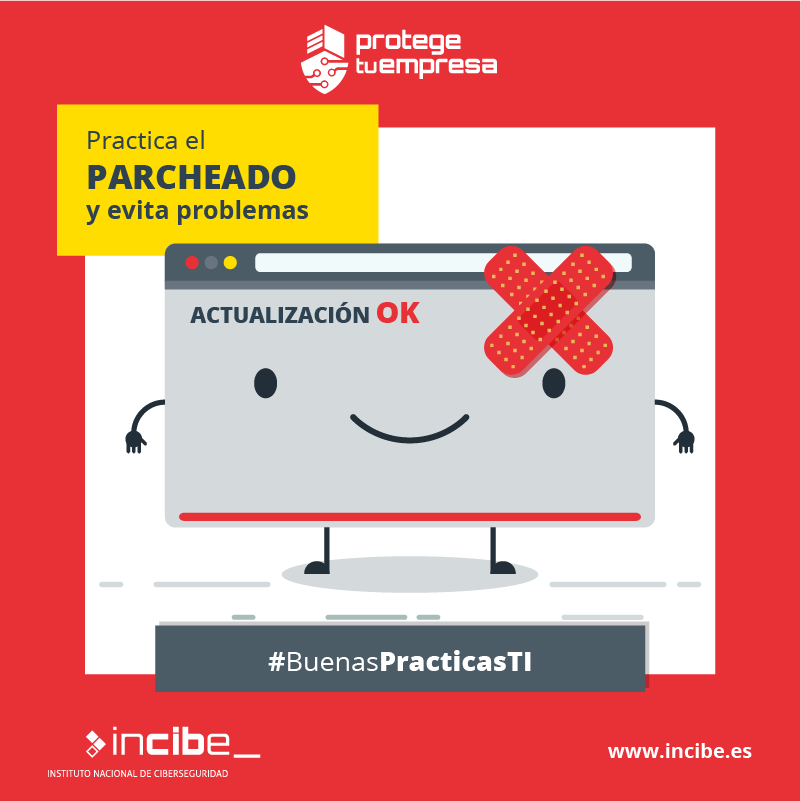 protege
tuempresa
Practica el
PARCHEADO
y evita problemas
ACTUALIZACIÓN OK
#BuenasPracticasTI
incibe_
INSTITUTO NACIONAL DE CIBERSEGURIDAD
www.incibe.es